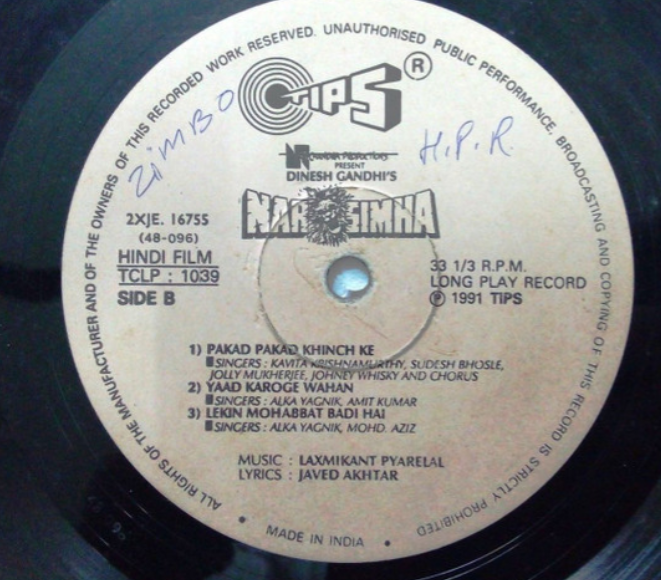 ALL RIGHTS OF THE MANUFACTURER AND OF THE OWNERS OF THIS RECORDED WORK RESERVED. UNAUTHORISED PUBLIC PERFORMANCE, BROADCASTING AND COPYING OF THIS RECORD IS STRICTLY PROHIBITED
TIPS ®
ZiMBO
H.P.R.
PRESENT
DINESH GANDHI'S
NARSIMHA
2XJE. 16755
(48-096)
HINDI FILM
TCLP : 1039
SIDE B
33 1/3 R.P.M.
LONG PLAY RECORD
℗ 1991 TIPS
1) PAKAD PAKAD KHINCH KE
SINGERS : KAVITA KRISHNAMURTHY, SUDESH BHOSLE,
JOLLY MUKHERJEE, JOHNEY WHISKY AND CHORUS
2) YAAD KAROGE WAHAN
SINGERS : ALKA YAGNIK, AMIT KUMAR
3) LEKIN MOHABBAT BADI HAI
SINGERS : ALKA YAGNIK, MOHD. AZIZ
MUSIC : LAXMIKANT PYARELAL
LYRICS : JAVED AKHTAR
• MADE IN INDIA •